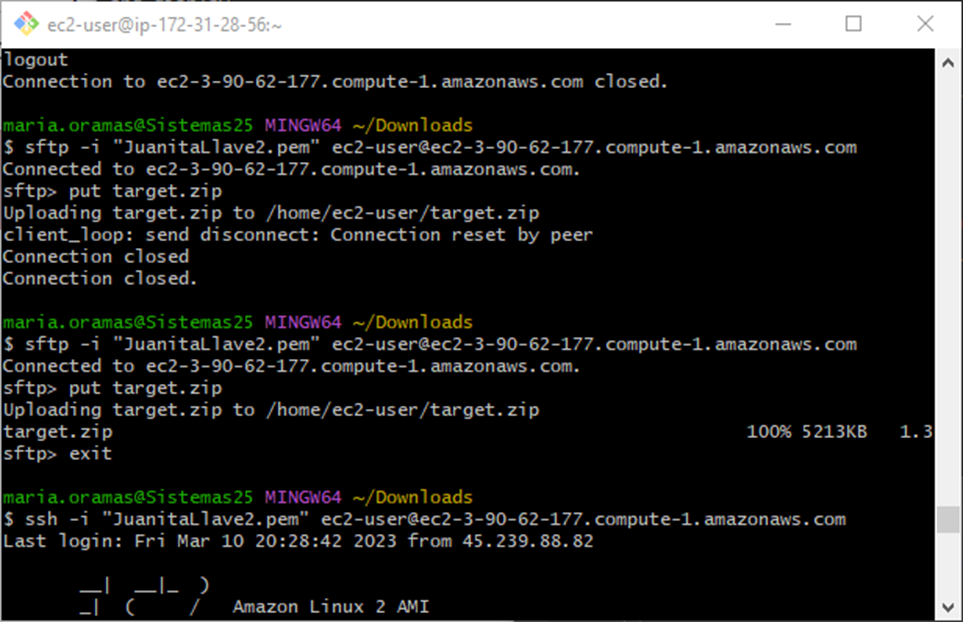 ec2-user@ip-172-31-28-56:~
logout
Connection to ec2-3-90-62-177.compute-1.amazonaws.com closed.
maria.oramas@Sistemas25 MINGW64 ~/Downloads
$ sftp -i "JuanitaLlave2.pem" ec2-user@ec2-3-90-62-177.compute-1.amazonaws.com
Connected to ec2-3-90-62-177.compute-1.amazonaws.com.
sftp> put target.zip
Uploading target.zip to /home/ec2-user/target.zip
client_loop: send disconnect: Connection reset by peer
Connection closed
Connection closed.
maria.oramas@Sistemas25 MINGW64 ~/Downloads
$ sftp -i "JuanitaLlave2.pem" ec2-user@ec2-3-90-62-177.compute-1.amazonaws.com
Connected to ec2-3-90-62-177.compute-1.amazonaws.com.
sftp> put target.zip
Uploading target.zip to /home/ec2-user/target.zip
target.zip 100% 5213KB 1.3
sftp> exit
maria.oramas@Sistemas25 MINGW64 ~/Downloads
$ ssh -i "JuanitaLlave2.pem" ec2-user@ec2-3-90-62-177.compute-1.amazonaws.com
Last login: Fri Mar 10 20:28:42 2023 from 45.239.88.82
__| __|_ )
_| ( / Amazon Linux 2 AMI